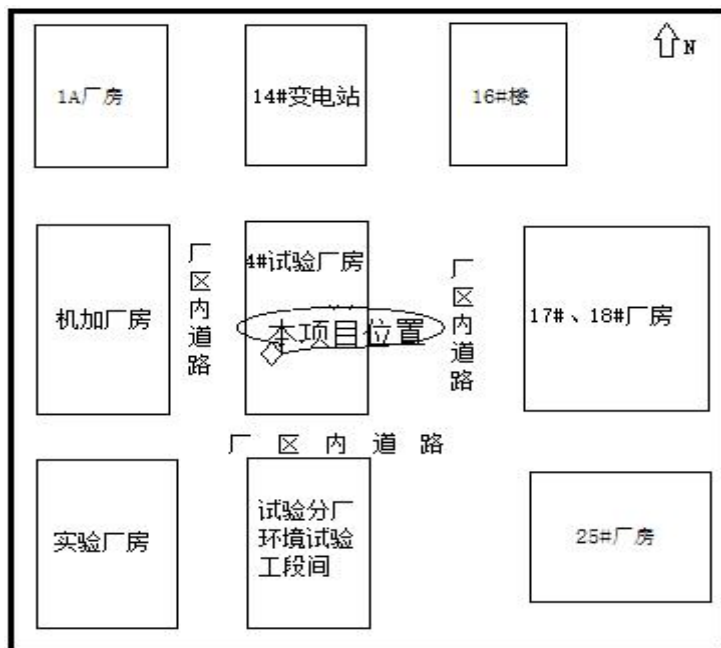 N
1A厂房
14#变电站
16#楼
机加厂房
厂区内道路
4#试验厂房
本项目位置
厂区内道路
17#、18#厂房
厂区内道路
实验厂房
试验分厂
环境试验
工段间
25#厂房